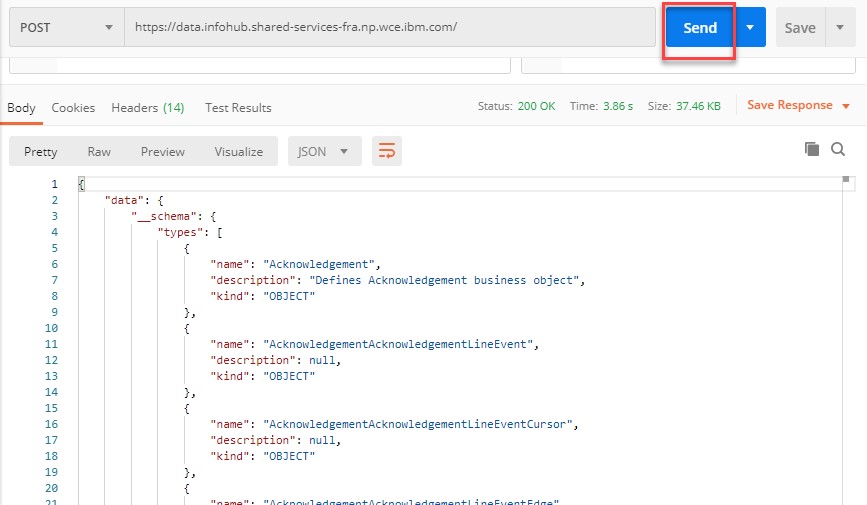 POST https://data.infohub.shared-services-fra.np.wce.ibm.com/ Send Save
Body Cookies Headers (14) Test Results Status: 200 OK Time: 3.86 s Size: 37.46 KB Save Response
Pretty Raw Preview Visualize JSON
1 {
2 "data": {
3 "__schema": {
4 "types": [
5 {
6 "name": "Acknowledgement",
7 "description": "Defines Acknowledgement business object",
8 "kind": "OBJECT"
9 },
10 {
11 "name": "AcknowledgementAcknowledgementLineEvent",
12 "description": null,
13 "kind": "OBJECT"
14 },
15 {
16 "name": "AcknowledgementAcknowledgementLineEventCursor",
17 "description": null,
18 "kind": "OBJECT"
19 },
20 {
21 "name": "AcknowledgementAcknowledgementLineEventEdge",